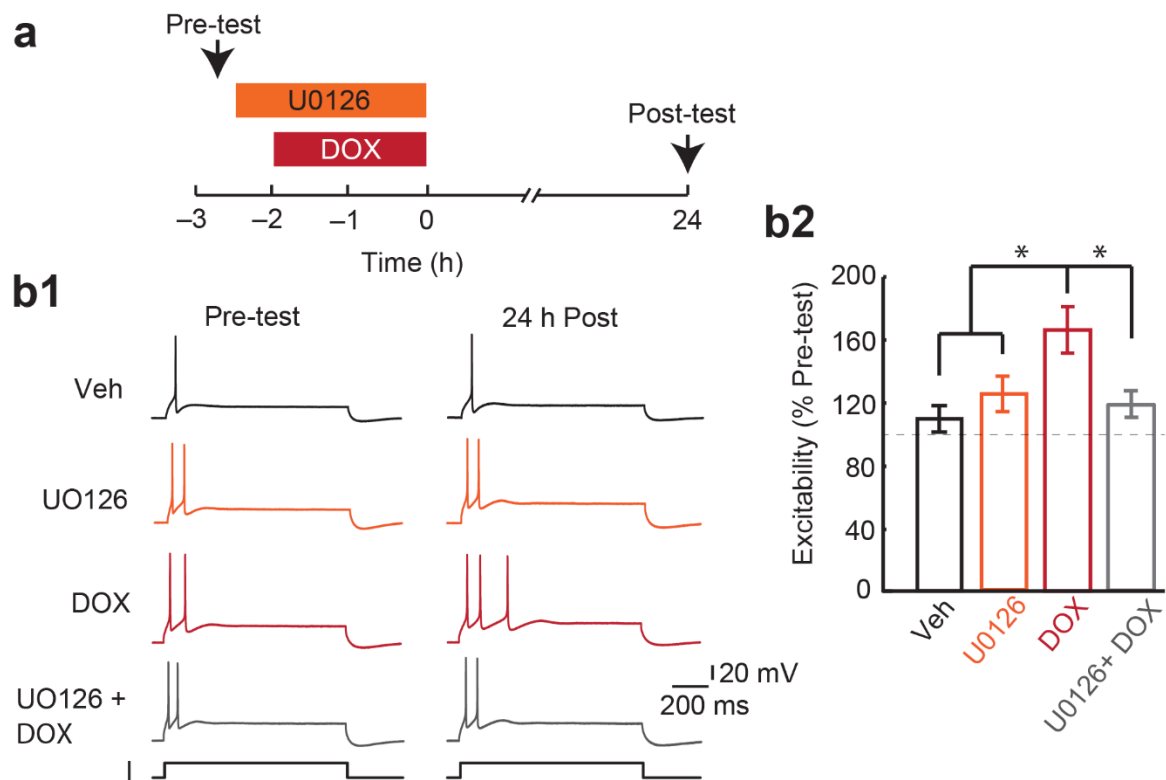 a
Pre-test
U0126
DOX
Post-test
–3
–2
–1
0
24
Time (h)
b1
Pre-test
24 h Post
Veh
UO126
DOX
UO126 +
DOX
20 mV
200 ms
I
b2
* *
Excitability (% Pre-test)
200
160
120
80
40
0
Veh
U0126
DOX
U0126+ DOX